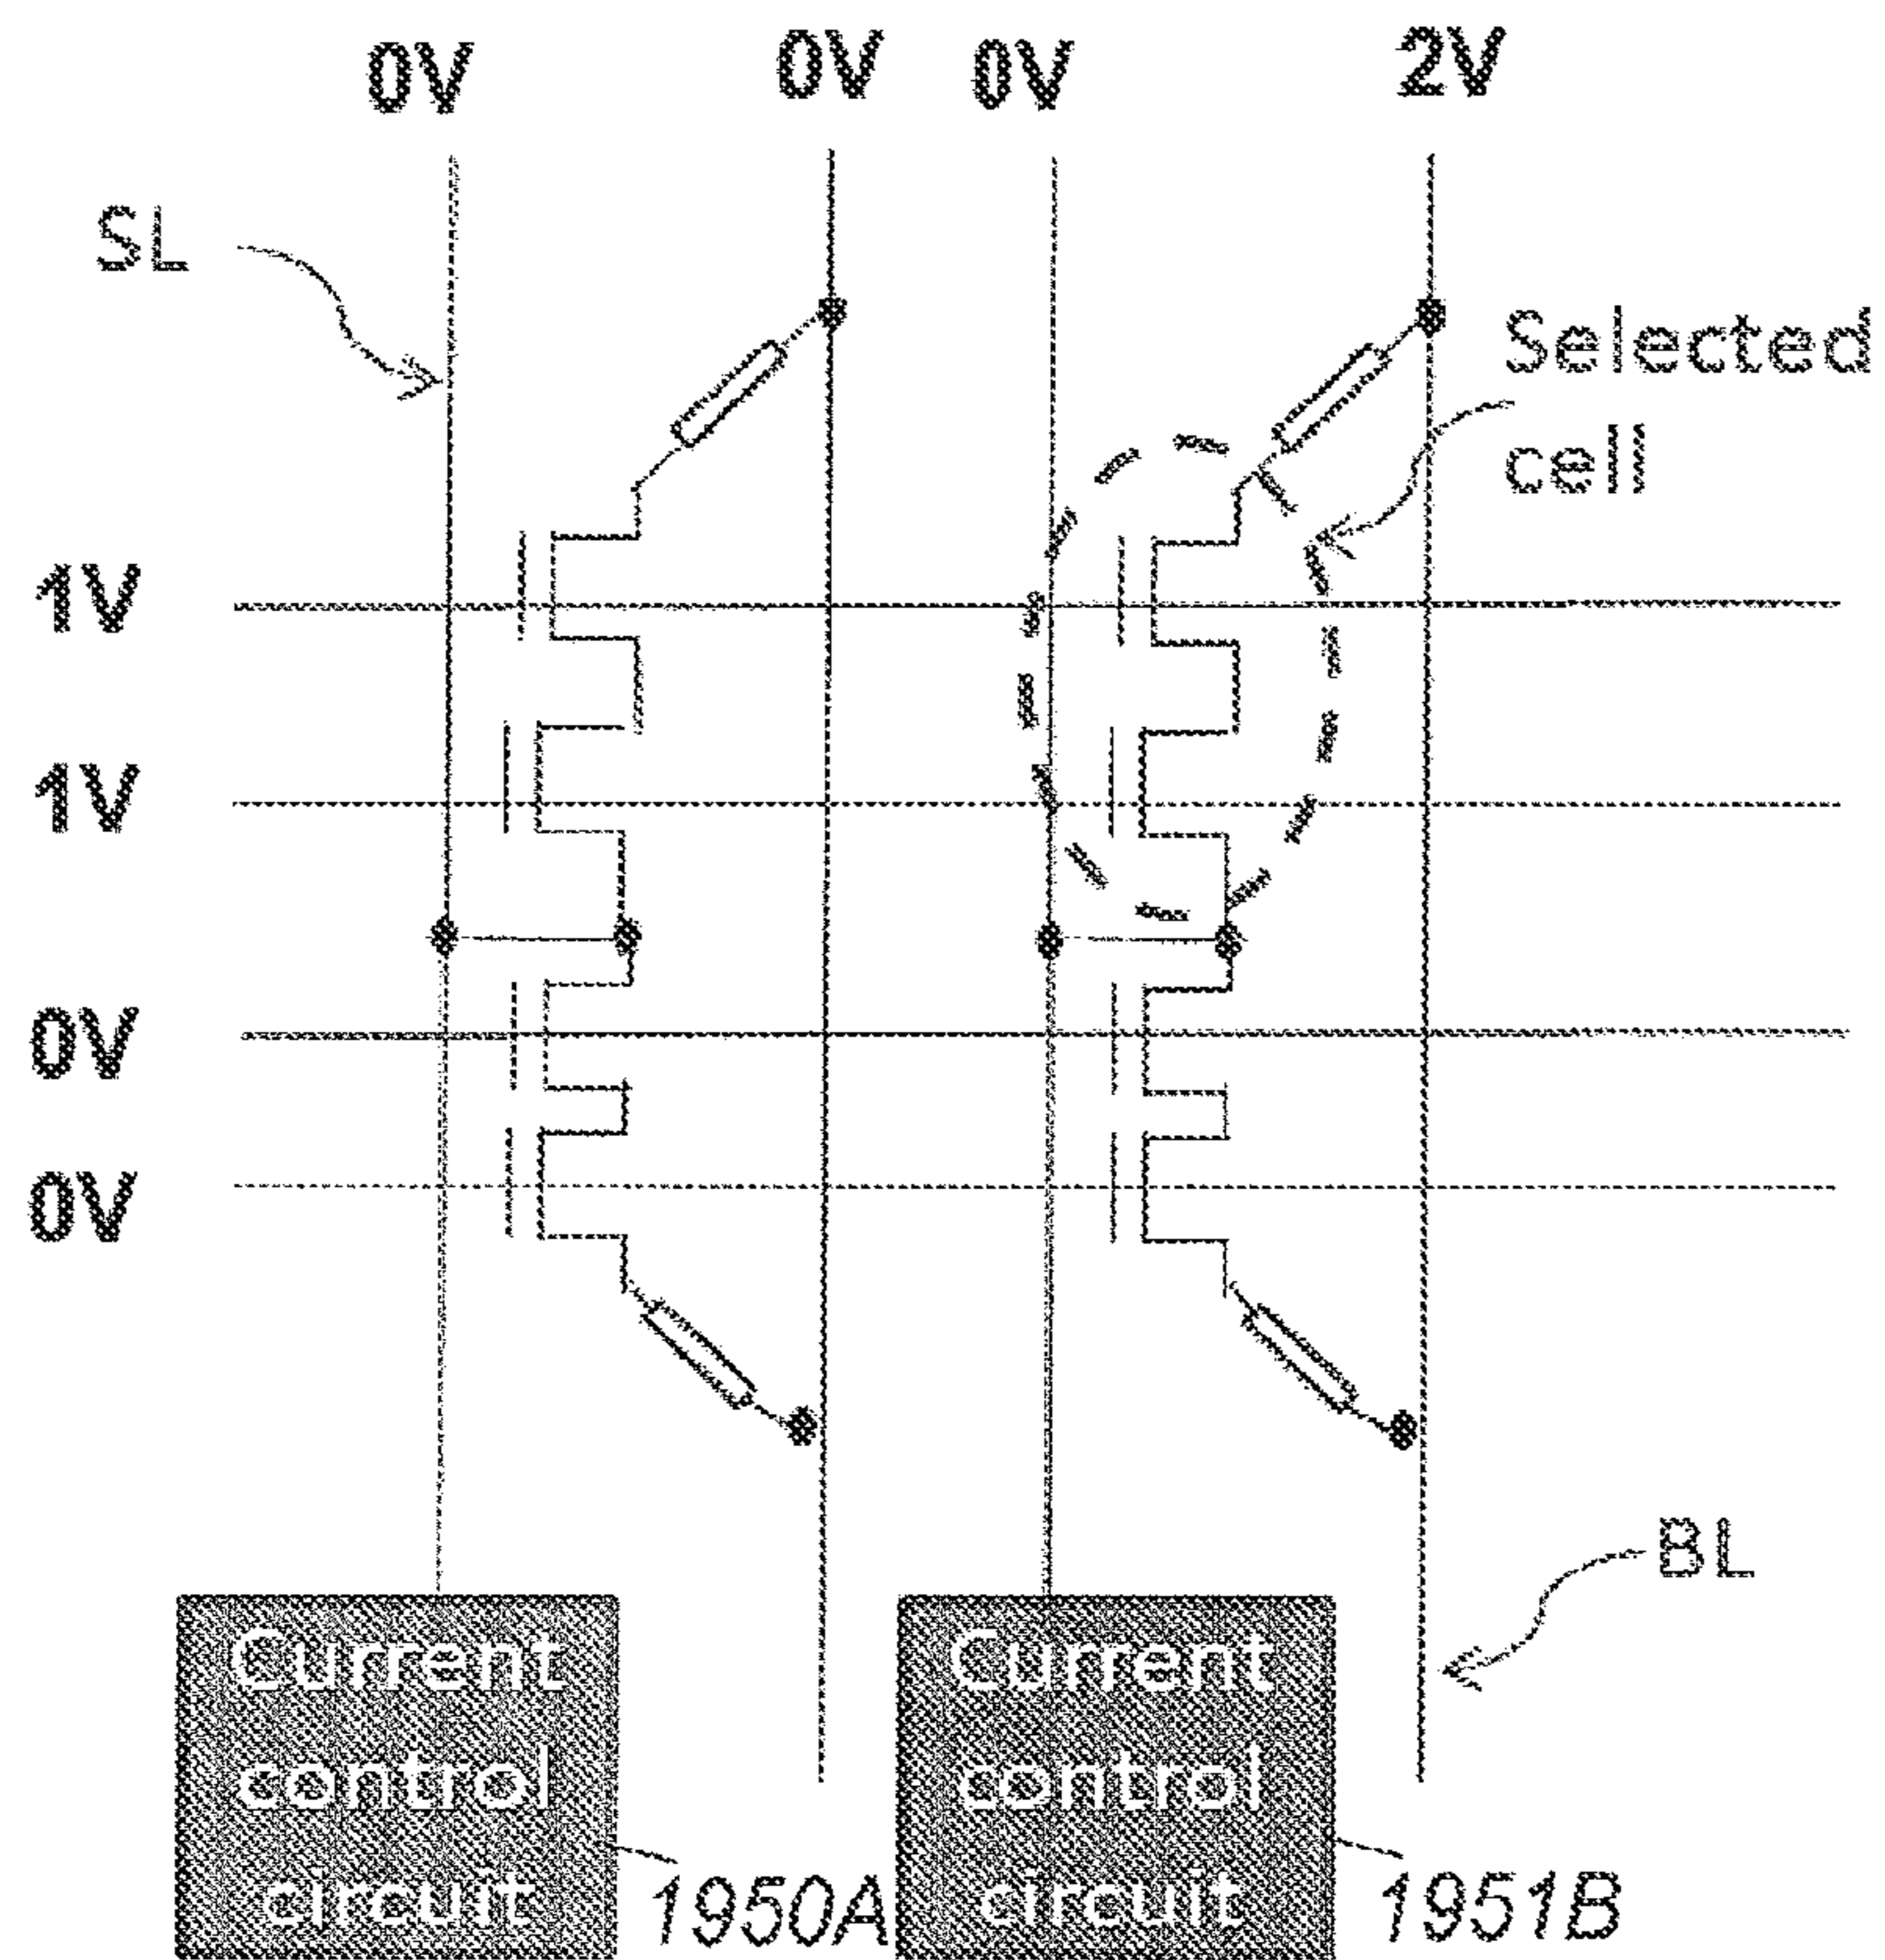 0V 0V 0V 2V
SL
Selected
cell
1V
1V
0V
0V
BL
Current
control
circuit
1950A
Current
control
circuit
1951B